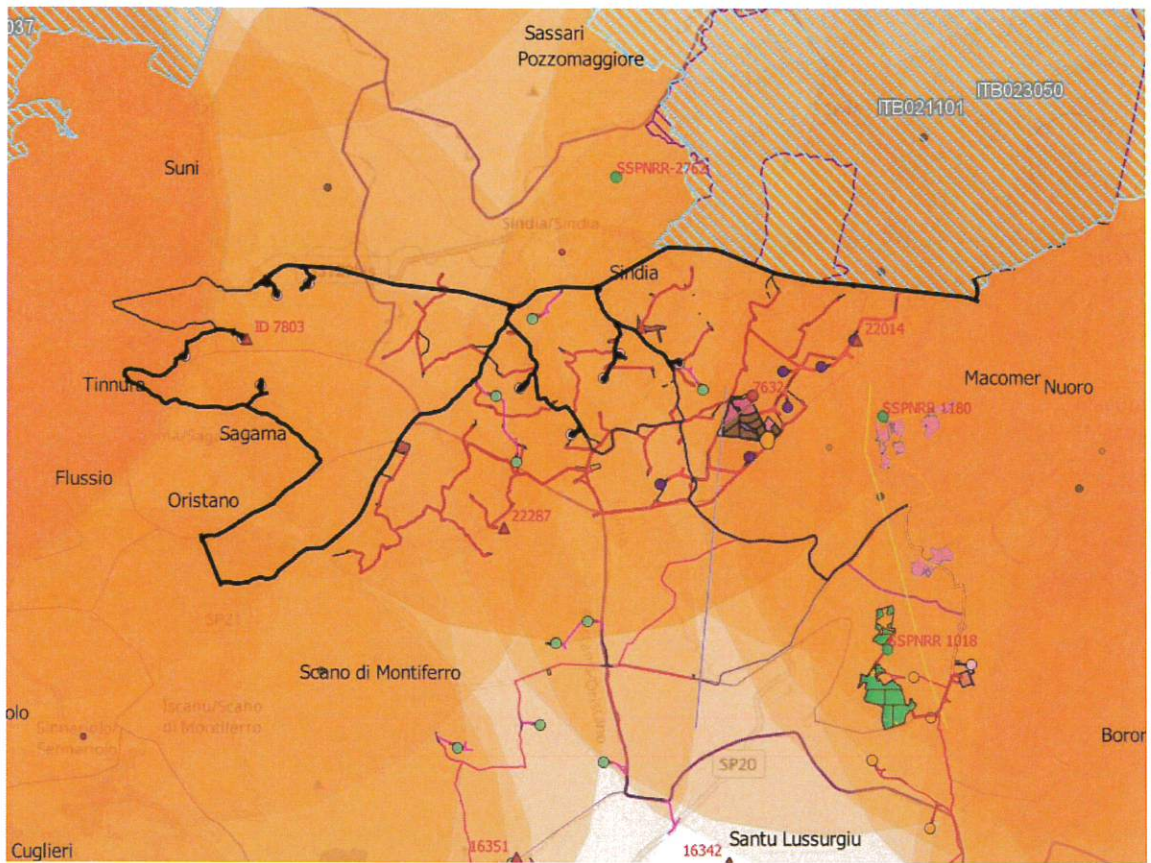 037
Sassari
Pozzomaggiore
ITB023050
ITB021101
Suni
SSPNRR-2762
Sindia/Sindia
Sindia
ID 7803
22014
Tinnura
7632
Macomer
Nuoro
SSPNRR 1180
Sagama
Flussio
Oristano
22287
SP21
Scano di Montiferro
SSPNRR 1018
Iscanu/Scano
di Montiferro
olo
Boror
SP20
16351
16342
Santu Lussurgiu
Cuglieri